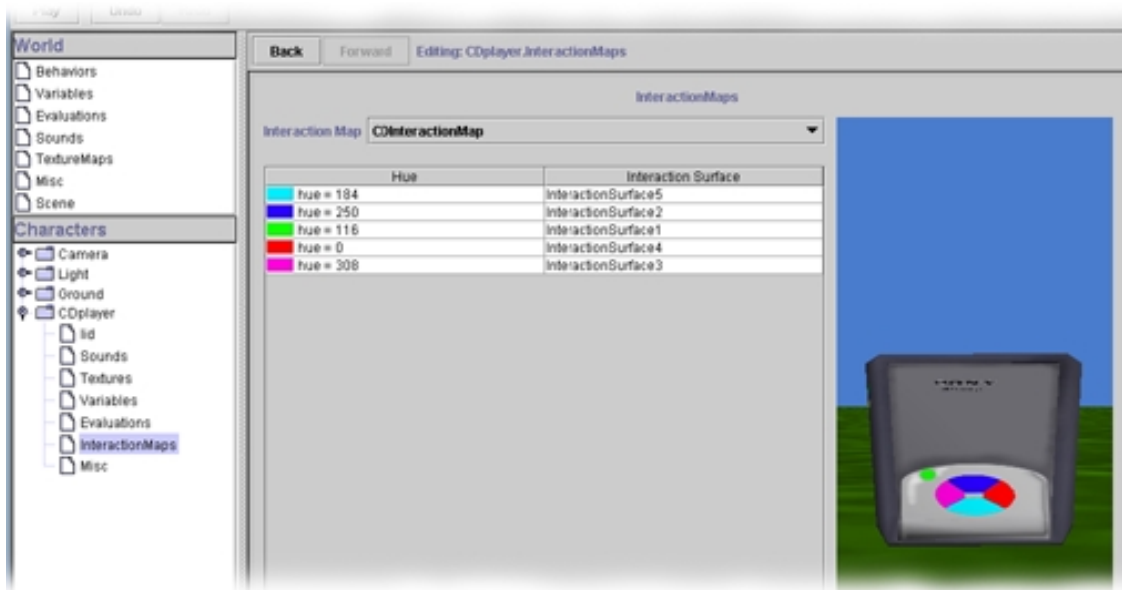 Play Undo
World
Behaviors
Variables
Evaluations
Sounds
TextureMaps
Misc
Scene
Characters
Camera
Light
Ground
CDplayer
lid
Sounds
Textures
Variables
Evaluations
InteractionMaps
Misc
Back Forward Editing: CDplayer.InteractionMaps
InteractionMaps
Interaction Map CDInteractionMap
Hue Interaction Surface
hue = 184 InteractionSurface5
hue = 250 InteractionSurface2
hue = 116 InteractionSurface1
hue = 0 InteractionSurface4
hue = 308 InteractionSurface3